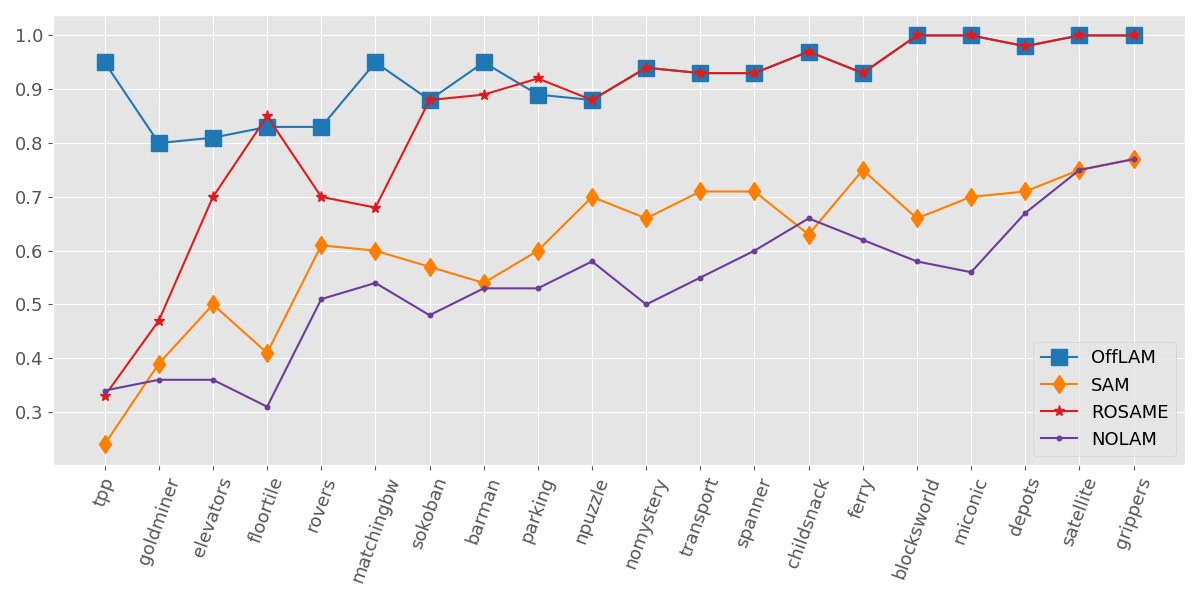 1.0
0.9
0.8
0.7
0.6
0.5
0.4
0.3
OffLAM
SAM
ROSAME
NOLAM
tpp
goldminer
elevators
floortile
rovers
matchingbw
sokoban
barman
parking
npuzzle
nomystery
transport
spanner
childsnack
ferry
blocksworld
miconic
depots
satellite
grippers